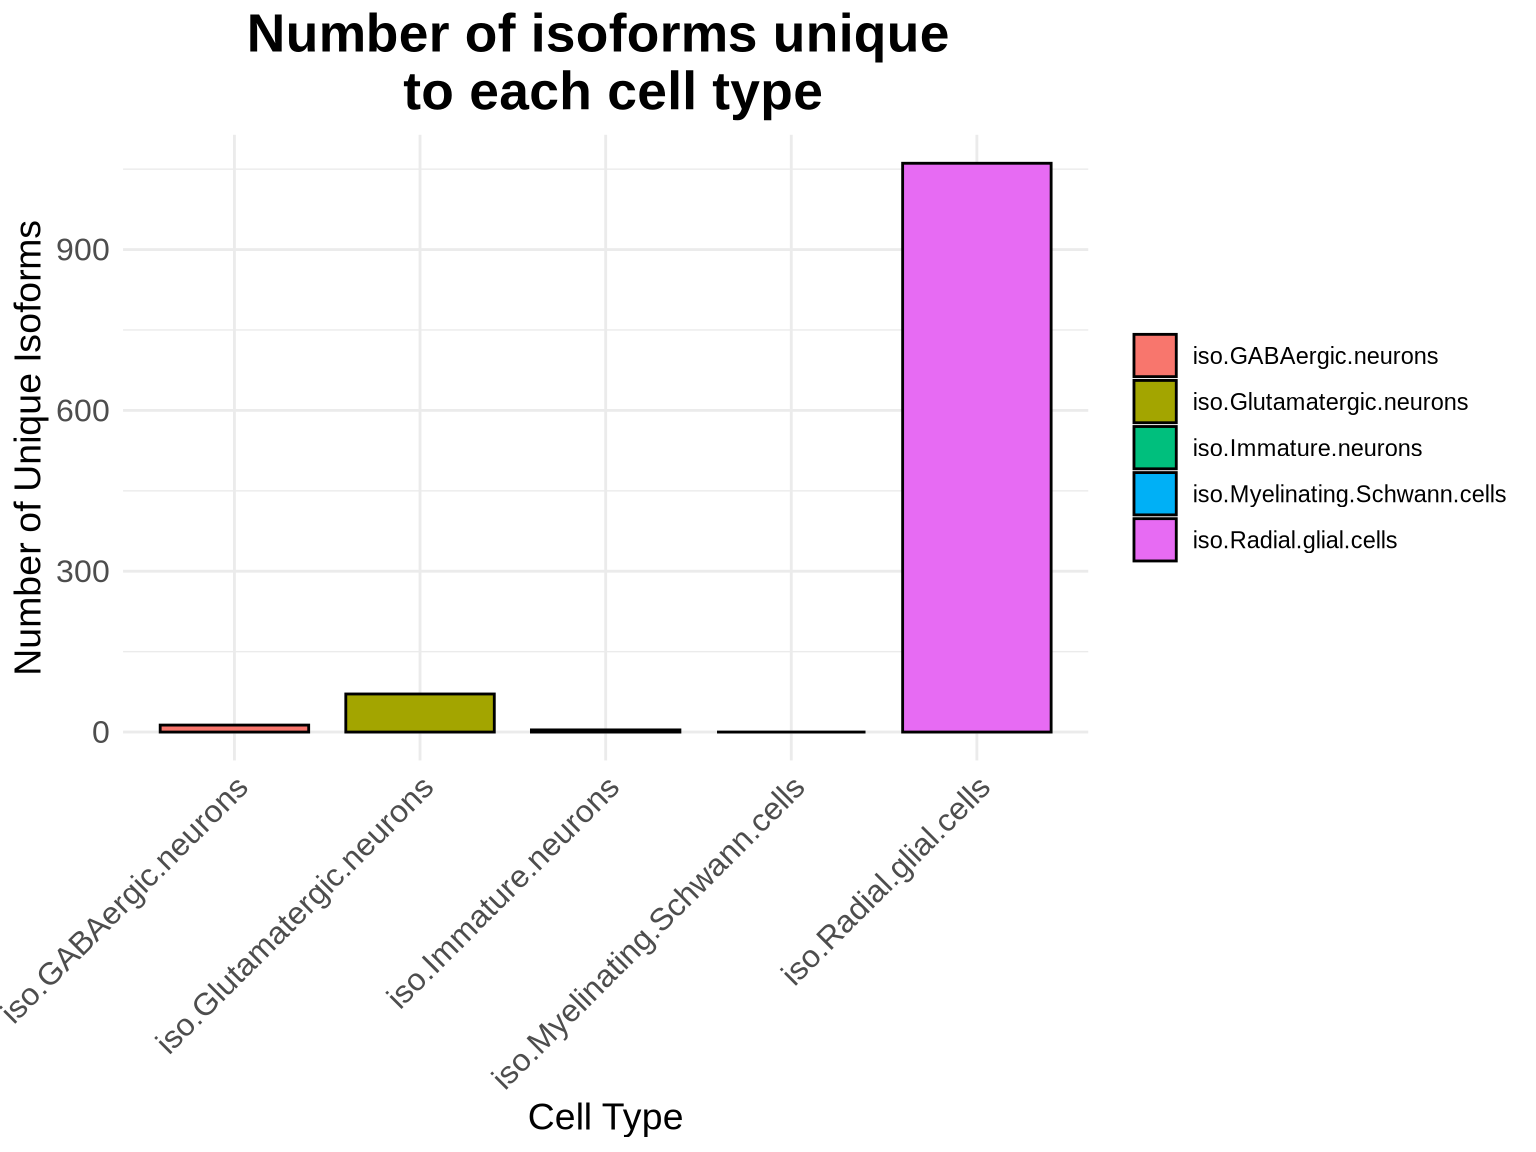 Number of isoforms unique
to each cell type
Number of Unique Isoforms
900
600
300
0
iso.GABAergic.neurons
iso.Glutamatergic.neurons
iso.Immature.neurons
iso.Myelinating.Schwann.cells
iso.Radial.glial.cells
Cell Type
iso.GABAergic.neurons
iso.Glutamatergic.neurons
iso.Immature.neurons
iso.Myelinating.Schwann.cells
iso.Radial.glial.cells